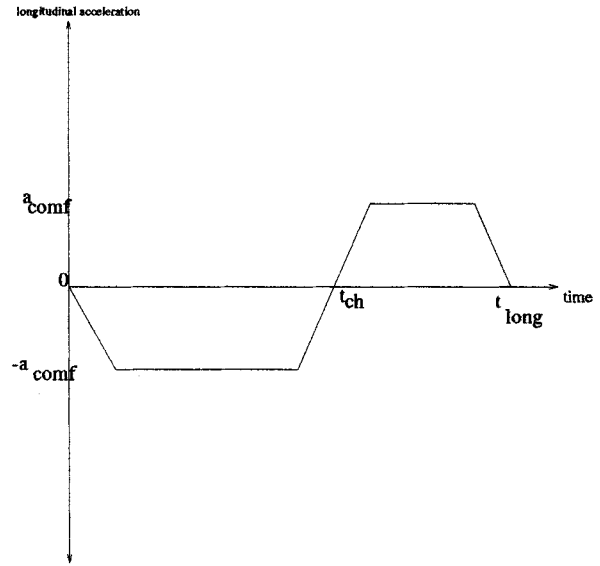 longitudinal acceleration
a comf
0
t ch
t long
time
-a comf